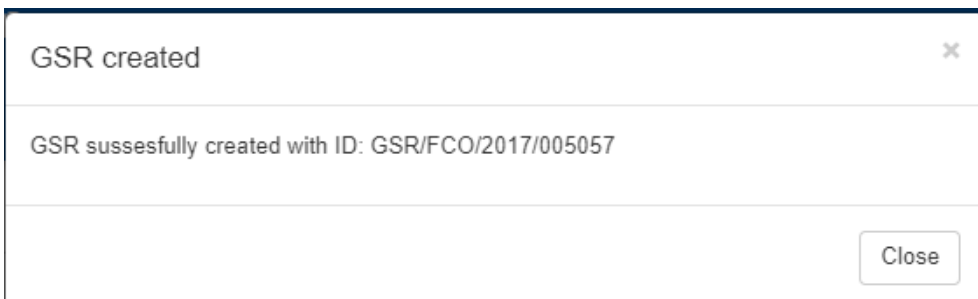 GSR created
×
GSR sussesfully created with ID: GSR/FCO/2017/005057
Close